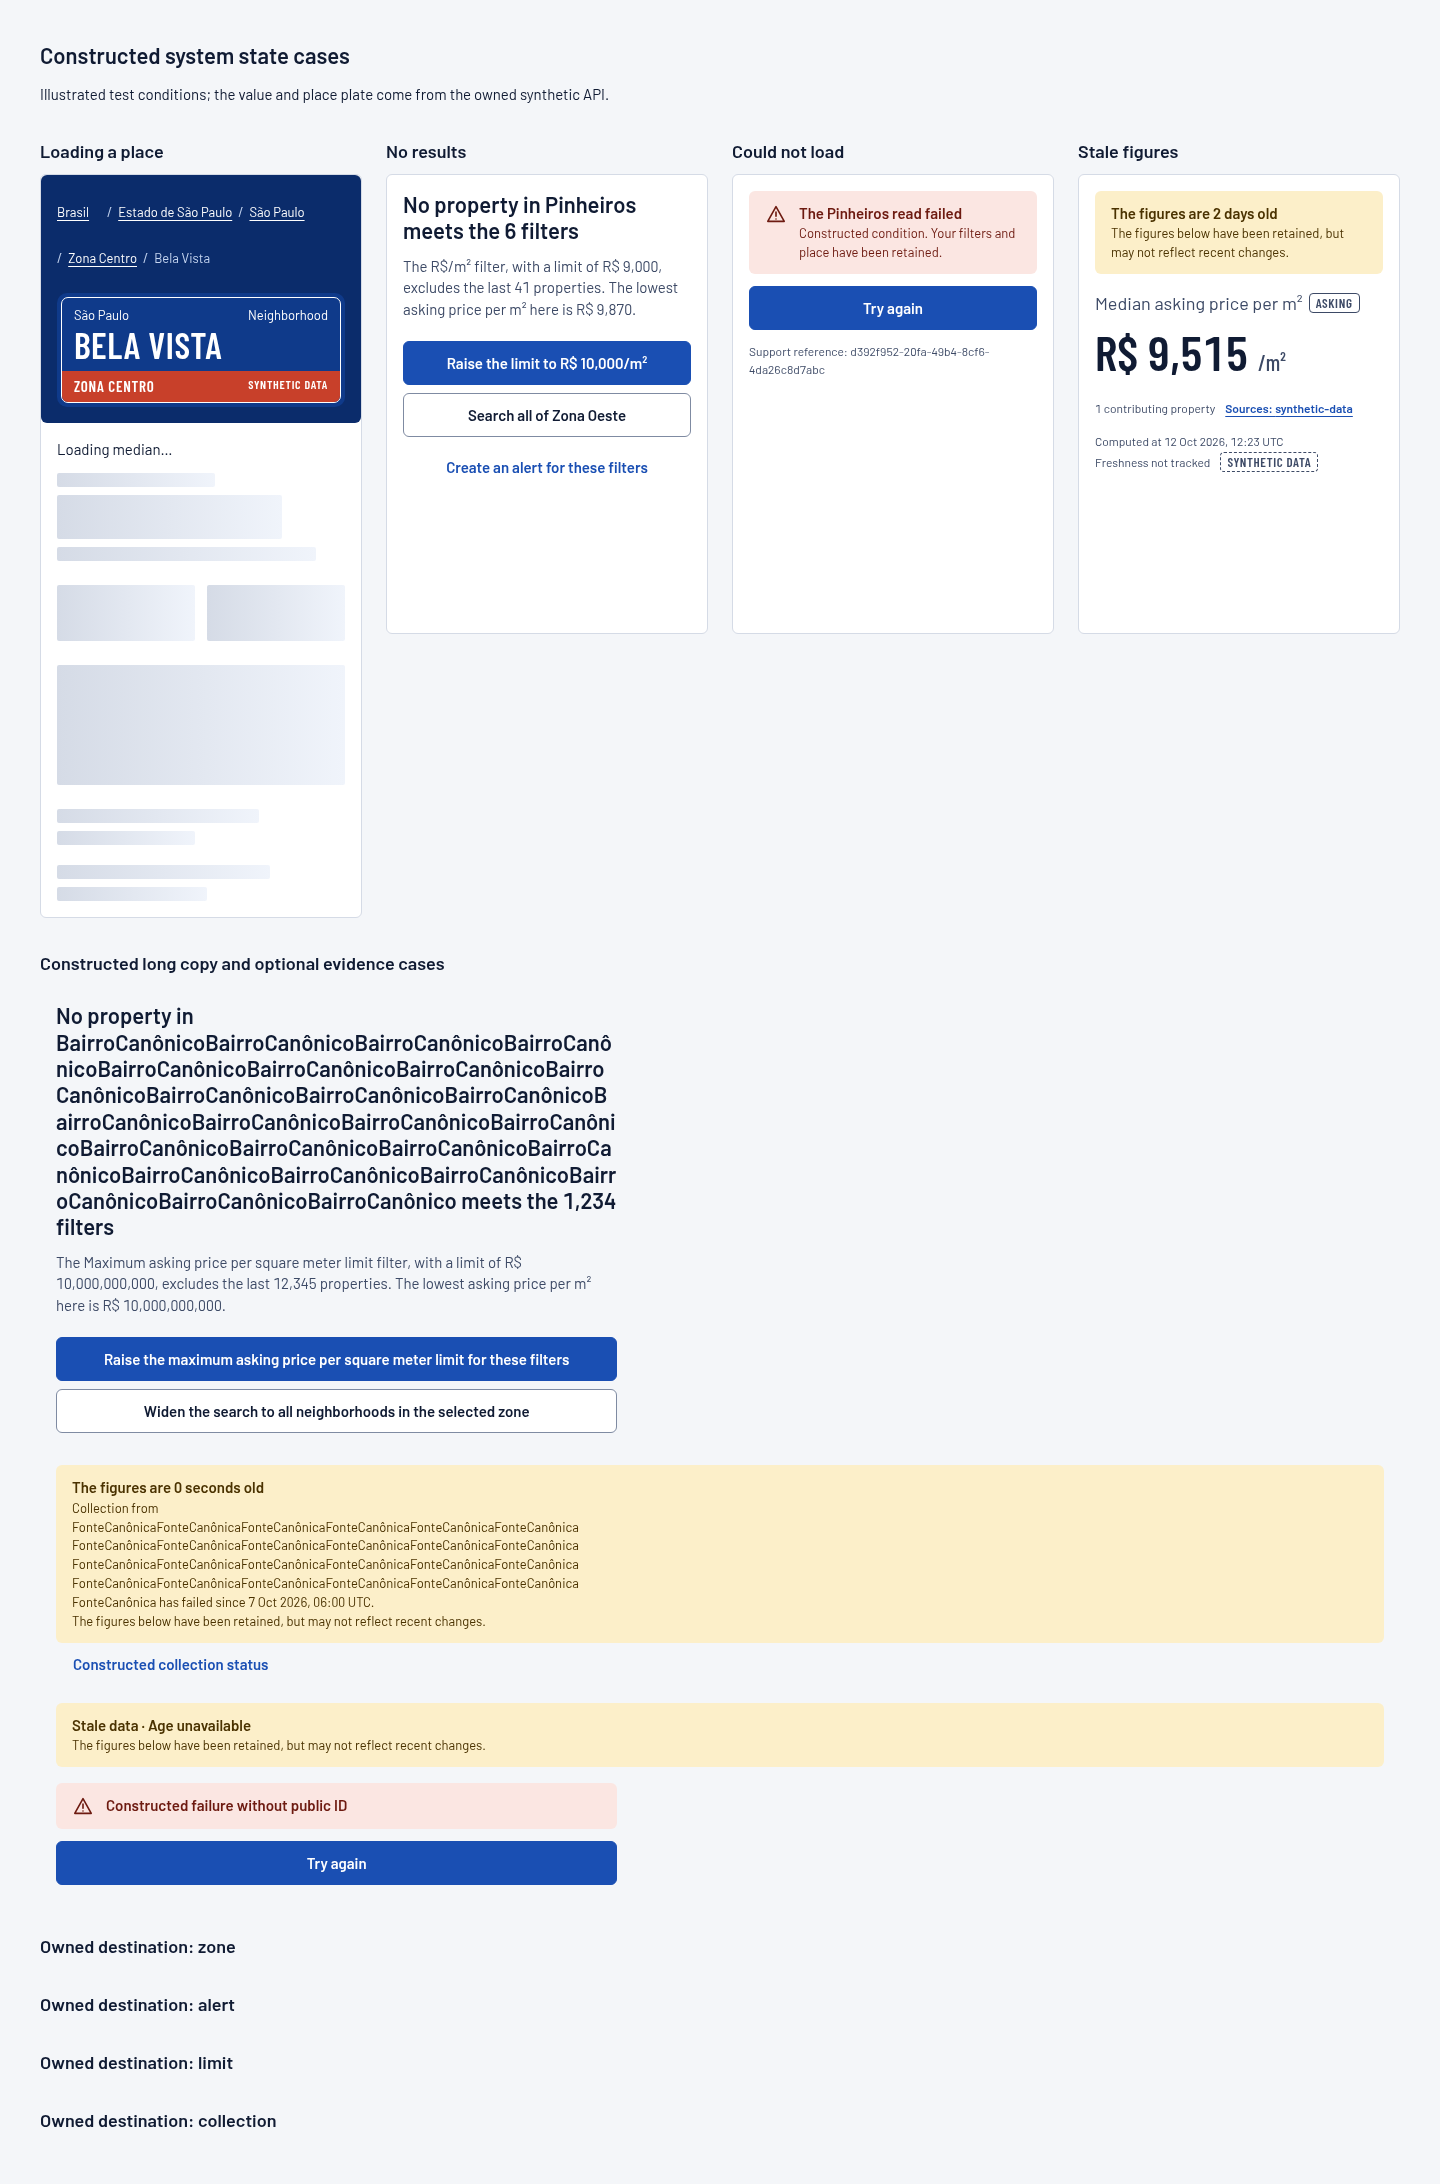 Constructed system state cases
Illustrated test conditions; the value and place plate come from the owned synthetic API.
Loading a place
Brasil / Estado de São Paulo / São Paulo
/ Zona Centro / Bela Vista
São Paulo Neighborhood
BELA VISTA
ZONA CENTRO SYNTHETIC DATA
Loading median...
No results
No property in Pinheiros
meets the 6 filters
The R$/m² filter, with a limit of R$ 9,000,
excludes the last 41 properties. The lowest
asking price per m² here is R$ 9,870.
Raise the limit to R$ 10,000/m²
Search all of Zona Oeste
Create an alert for these filters
Could not load
The Pinheiros read failed
Constructed condition. Your filters and
place have been retained.
Try again
Support reference: d392f952-20fa-49b4-8cf6-
4da26c8d7abc
Stale figures
The figures are 2 days old
The figures below have been retained, but
may not reflect recent changes.
Median asking price per m² ASKING
R$ 9,515 /m²
1 contributing property Sources: synthetic-data
Computed at 12 Oct 2026, 12:23 UTC
Freshness not tracked SYNTHETIC DATA
Constructed long copy and optional evidence cases
No property in
BairroCanônicoBairroCanônicoBairroCanônicoBairroCanô
nicoBairroCanônicoBairroCanônicoBairroCanônicoBairro
CanônicoBairroCanônicoBairroCanônicoBairroCanônicoB
airroCanônicoBairroCanônicoBairroCanônicoBairroCanôni
coBairroCanônicoBairroCanônicoBairroCanônicoBairroCa
nônicoBairroCanônicoBairroCanônicoBairroCanônicoBairr
oCanônicoBairroCanônicoBairroCanônico meets the 1,234
filters
The Maximum asking price per square meter limit filter, with a limit of R$
10,000,000,000, excludes the last 12,345 properties. The lowest asking price per m²
here is R$ 10,000,000,000.
Raise the maximum asking price per square meter limit for these filters
Widen the search to all neighborhoods in the selected zone
The figures are 0 seconds old
Collection from
FonteCanônicaFonteCanônicaFonteCanônicaFonteCanônicaFonteCanônicaFonteCanônica
FonteCanônicaFonteCanônicaFonteCanônicaFonteCanônicaFonteCanônicaFonteCanônica
FonteCanônicaFonteCanônicaFonteCanônicaFonteCanônicaFonteCanônicaFonteCanônica
FonteCanônicaFonteCanônicaFonteCanônicaFonteCanônicaFonteCanônicaFonteCanônica
FonteCanônica has failed since 7 Oct 2026, 06:00 UTC.
The figures below have been retained, but may not reflect recent changes.
Constructed collection status
Stale data · Age unavailable
The figures below have been retained, but may not reflect recent changes.
Constructed failure without public ID
Try again
Owned destination: zone
Owned destination: alert
Owned destination: limit
Owned destination: collection